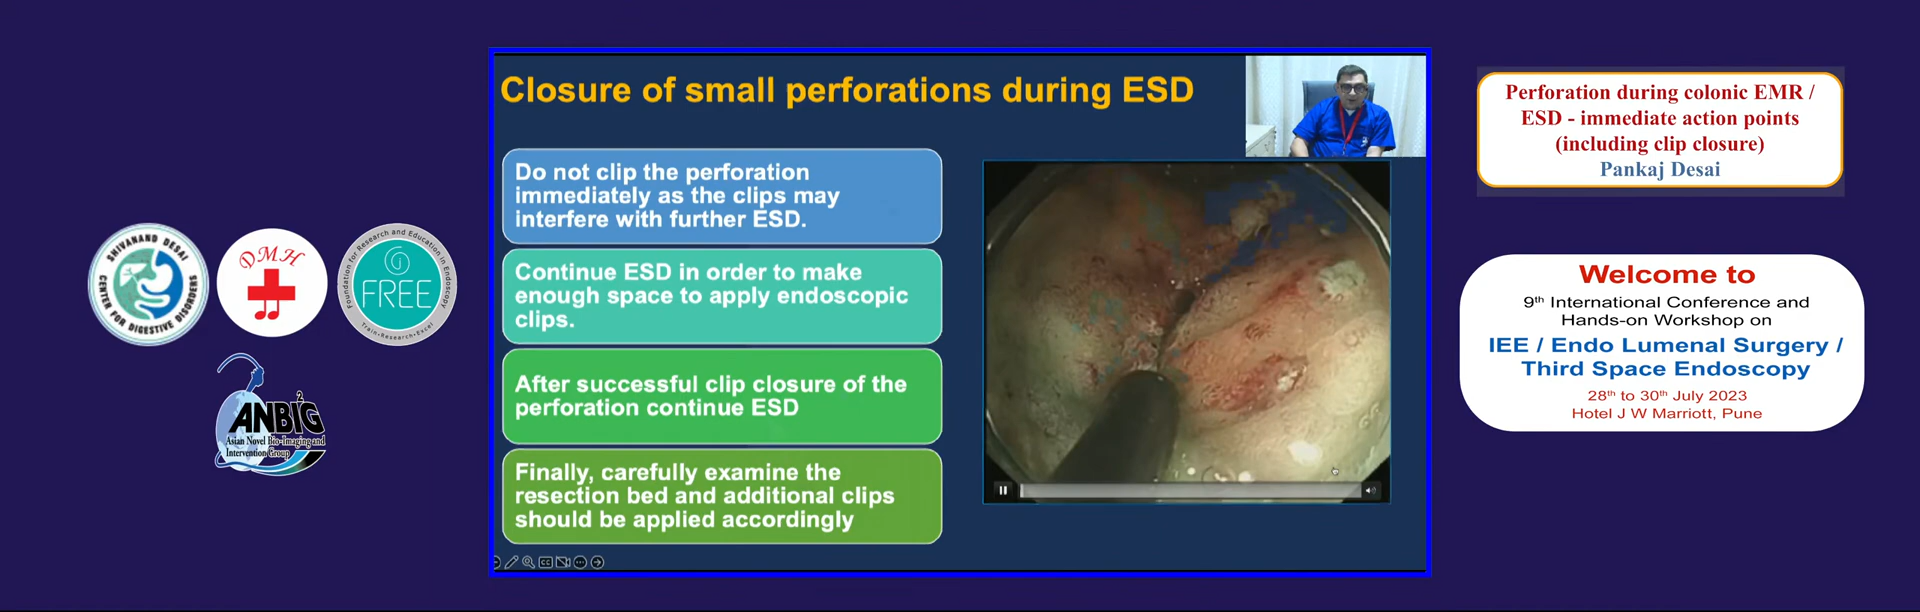 SHIVANAND DESAI
CENTER FOR DIGESTIVE DISORDERS
DMH
Foundation for Research and Education in Endoscopy
FREE
Train•Research•Excel
ANBI2G
Asian Novel Bio-Imaging and
Intervention Group
Closure of small perforations during ESD
Do not clip the perforation
immediately as the clips may
interfere with further ESD.
Continue ESD in order to make
enough space to apply endoscopic
clips.
After successful clip closure of the
perforation continue ESD
Finally, carefully examine the
resection bed and additional clips
should be applied accordingly
CC
Perforation during colonic EMR /
ESD - immediate action points
(including clip closure)
Pankaj Desai
Welcome to
9th International Conference and
Hands-on Workshop on
IEE / Endo Lumenal Surgery /
Third Space Endoscopy
28th to 30th July 2023
Hotel J W Marriott, Pune